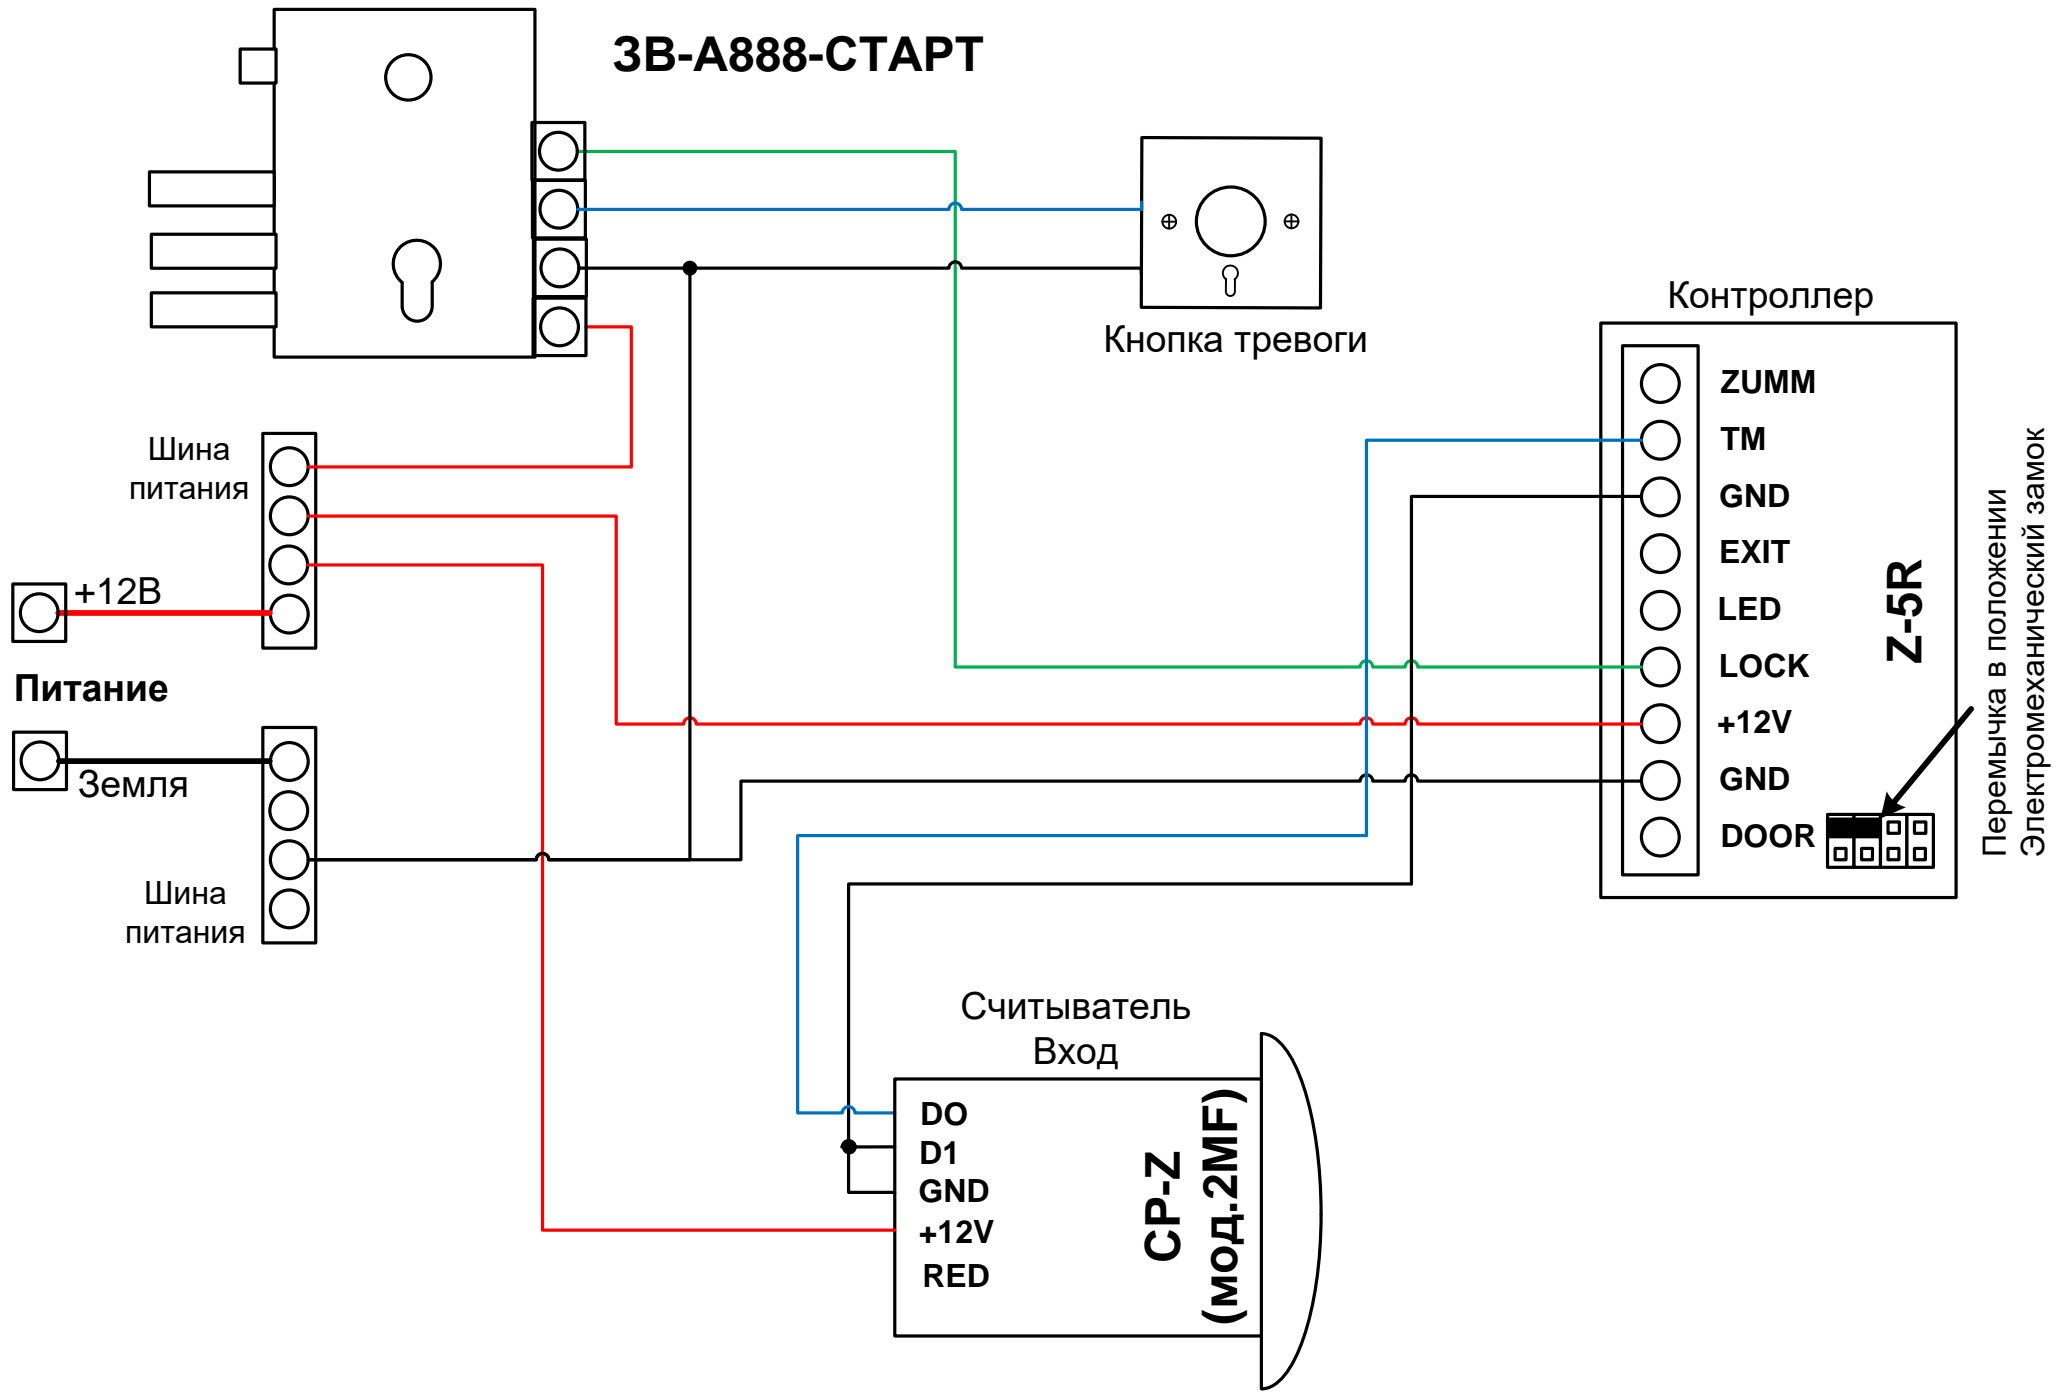 ЗВ-А888-СТАРТ
Кнопка тревоги
Контроллер
ZUMM
TM
GND
EXIT
LED
LOCK
+12V
GND
DOOR
Z-5R
Перемычка в положении
Электромеханический замок
Шина
питания
+12В
Питание
Земля
Шина
питания
Считыватель
Вход
DO
D1
GND
+12V
RED
CP-Z
(мод.2MF)